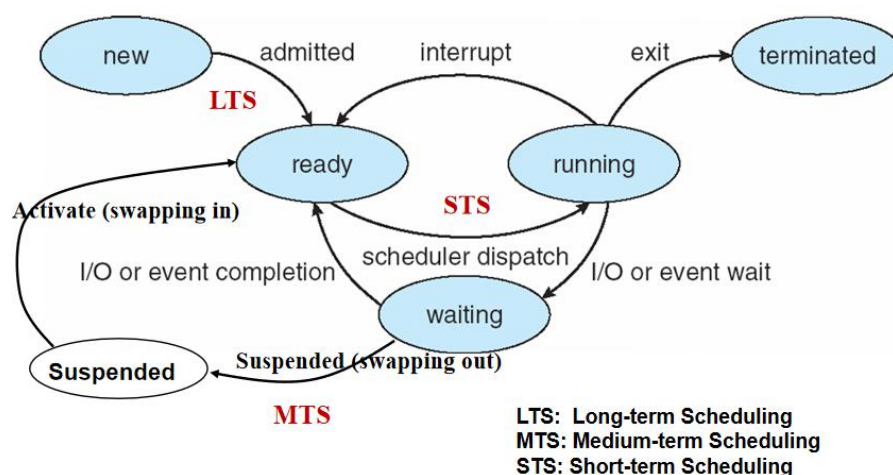 new
admitted
interrupt
exit
terminated
LTS
ready
running
Activate (swapping in)
STS
I/O or event completion
scheduler dispatch
I/O or event wait
waiting
Suspended
Suspended (swapping out)
MTS
LTS: Long-term Scheduling
MTS: Medium-term Scheduling
STS: Short-term Scheduling